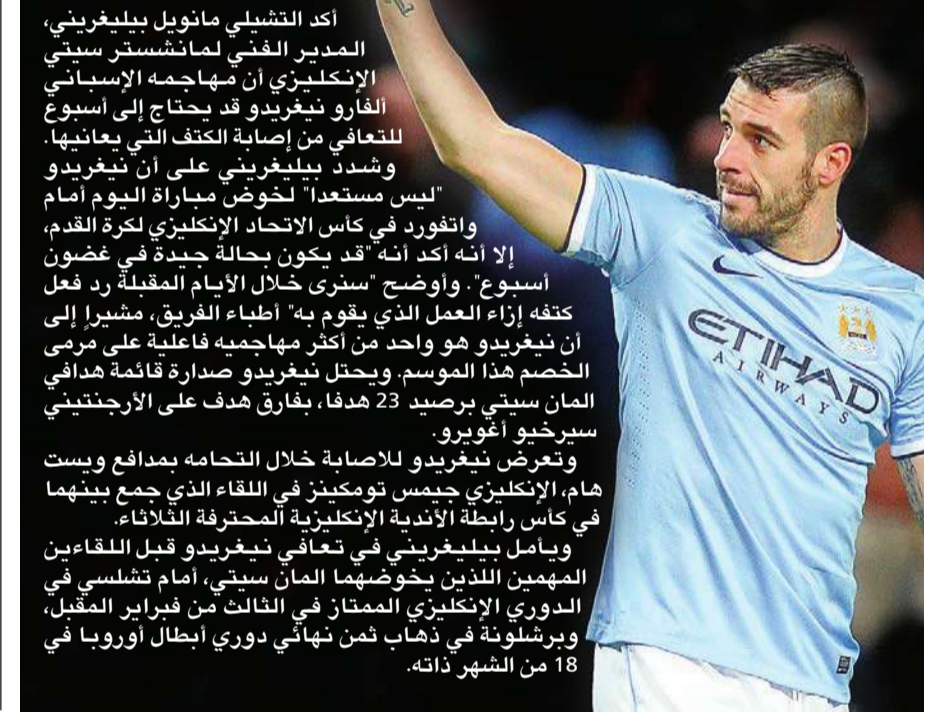 أكد التشيلي مانويل بيليغريني،
المدير الفني لمانشستر سيتي
الإنكليزي أن مهاجمه الإسباني
ألفارو نيغريدو قد يحتاج إلى أسبوع
للتعافي من إصابة الكتف التي يعانيها.
وشدد بيليغريني على أن نيغريدو
"ليس مستعدا" لخوض مباراة اليوم أمام
واتفورد في كأس الاتحاد الإنكليزي لكرة القدم،
إلا أنه أكد أنه "قد يكون بحالة جيدة في غضون
أسبوع". وأوضح "سنرى خلال الأيام المقبلة رد فعل
كتفه إزاء العمل الذي يقوم به" أطباء الفريق، مشيراً إلى
أن نيغريدو هو واحد من أكثر مهاجميه فاعلية على مرمى
الخصم هذا الموسم. ويحتل نيغريدو صدارة قائمة هدافي
المان سيتي برصيد 23 هدفا، بفارق هدف على الأرجنتيني
سيرخيو أغويرو.
وتعرض نيغريدو للاصابة خلال التحامه بمدافع ويست
هام، الإنكليزي جيمس تومكينز في اللقاء الذي جمع بينهما
في كأس رابطة الأندية الإنكليزية المحترفة الثلاثاء.
ويأمل بيليغريني في تعافي نيغريدو قبل اللقاءين
المهمين اللذين يخوضهما المان سيتي، أمام تشلسي في
الدوري الإنكليزي الممتاز في الثالث من فبراير المقبل،
وبرشلونة في ذهاب ثمن نهائي دوري أبطال أوروبا في
18 من الشهر ذاته.
ETIHAD
AIRWAYS